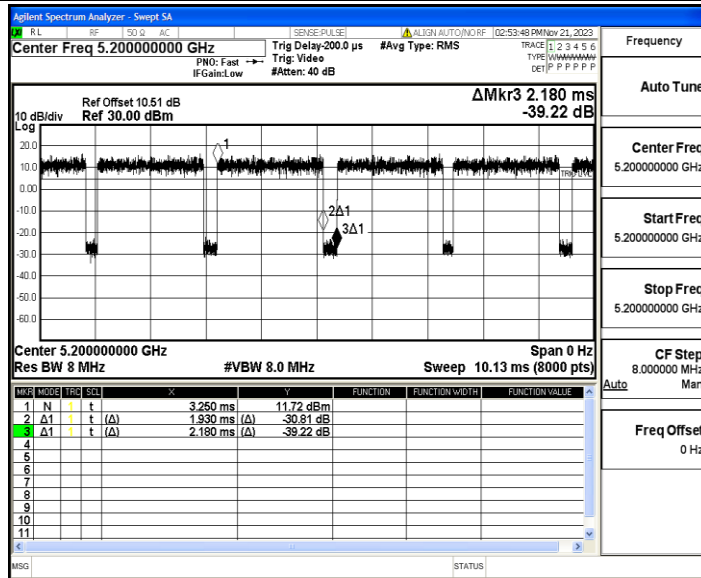 Agilent Spectrum Analyzer - Swept SA
RL RF 50 Ω AC SENSE:PULSE ALIGN AUTO/NO RF 02:53:48 PM Nov 21, 2023
Center Freq 5.200000000 GHz
PNO: Fast
IFGain:Low
Trig Delay-200.0 µs
Trig: Video
#Atten: 40 dB
#Avg Type: RMS
TRACE 1 2 3 4 5 6
TYPE WWWWWW
DET P P P P P P
Frequency
Auto Tune
Center Freq
5.200000000 GHz
Start Freq
5.200000000 GHz
Stop Freq
5.200000000 GHz
CF Step
8.000000 MHz
Auto Man
Freq Offset
0 Hz
10 dB/div
Log
Ref Offset 10.51 dB
Ref 30.00 dBm
ΔMkr3 2.180 ms
-39.22 dB
20.0
10.0
0.00
-10.0
-20.0
-30.0
-40.0
-50.0
-60.0
1
2Δ1
3Δ1
TRIG LVL
Center 5.200000000 GHz Span 0 Hz
Res BW 8 MHz #VBW 8.0 MHz Sweep 10.13 ms (8000 pts)
MKR MODE TRC SCL X Y FUNCTION FUNCTION WIDTH FUNCTION VALUE
1 N 1 t 3.250 ms 11.72 dBm
2 Δ1 1 t (Δ) 1.930 ms (Δ) -30.81 dB
3 Δ1 1 t (Δ) 2.180 ms (Δ) -39.22 dB
4
5
6
7
8
9
10
11
MSG STATUS